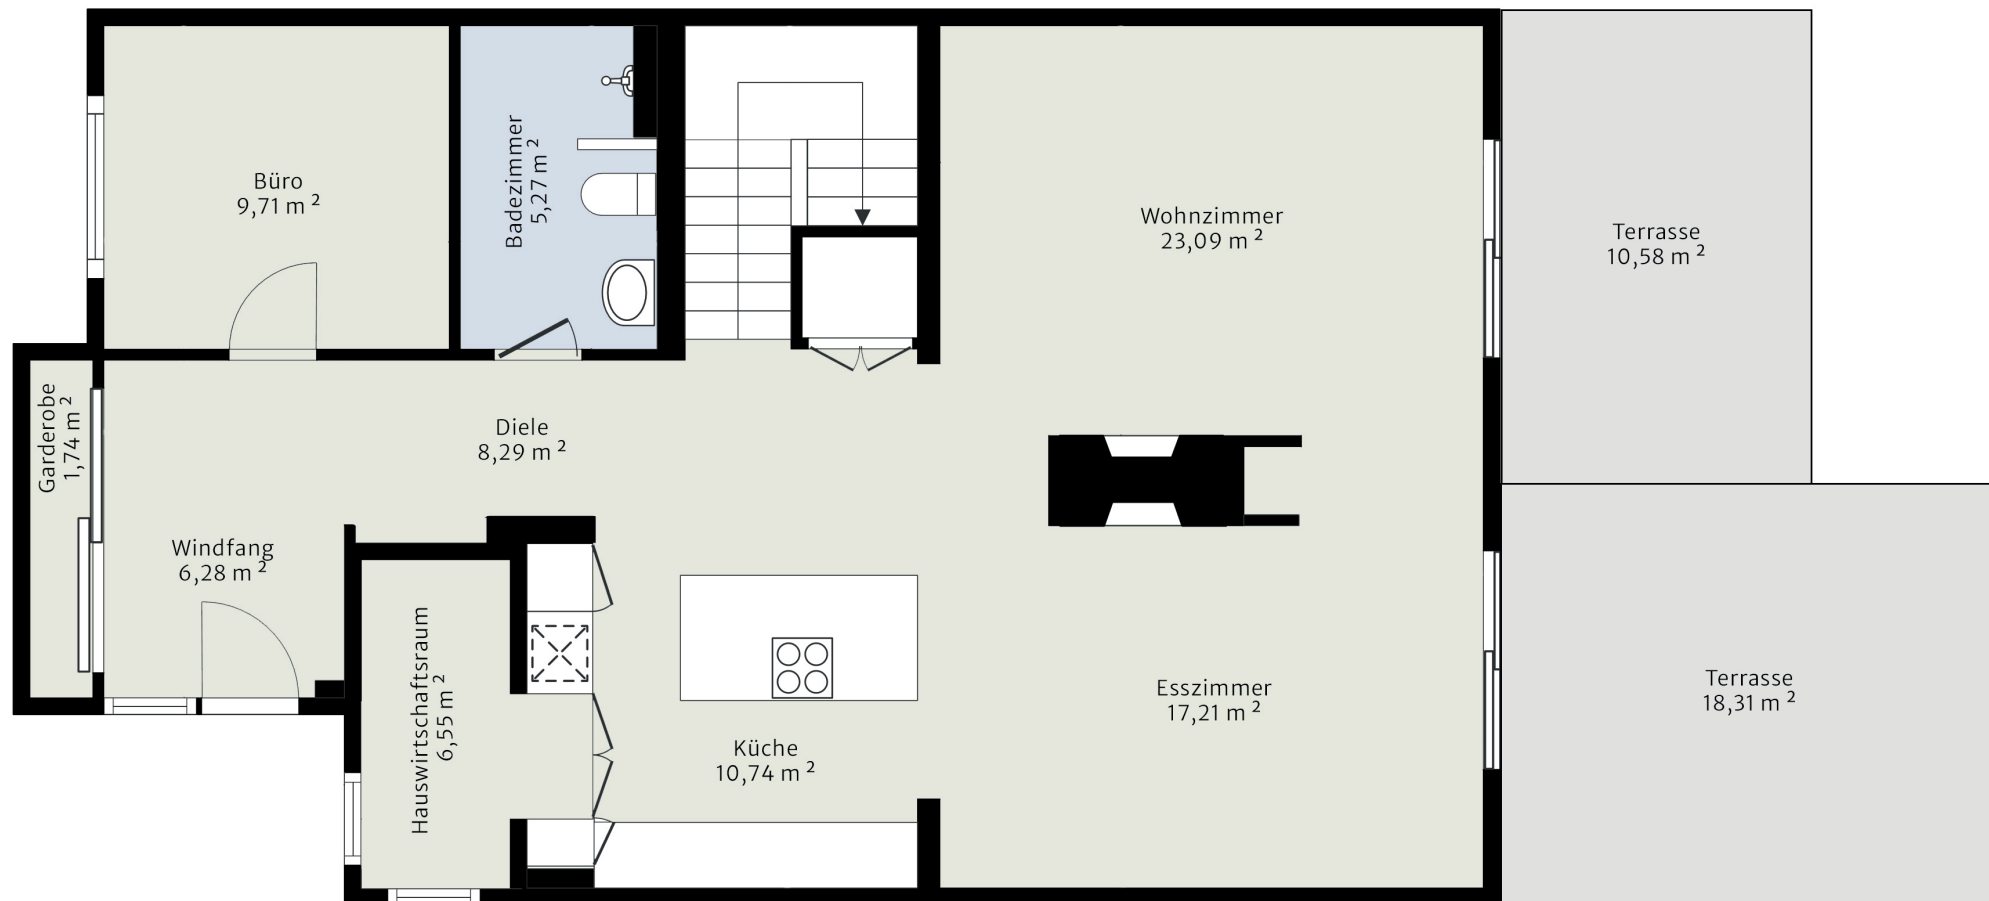 Büro
9,71 m ²
Badezimmer
5,27 m ²
Wohnzimmer
23,09 m ²
Terrasse
10,58 m ²
Garderobe
1,74 m ²
Diele
8,29 m ²
Windfang
6,28 m ²
Hauswirtschaftsraum
6,55 m ²
Küche
10,74 m ²
Esszimmer
17,21 m ²
Terrasse
18,31 m ²